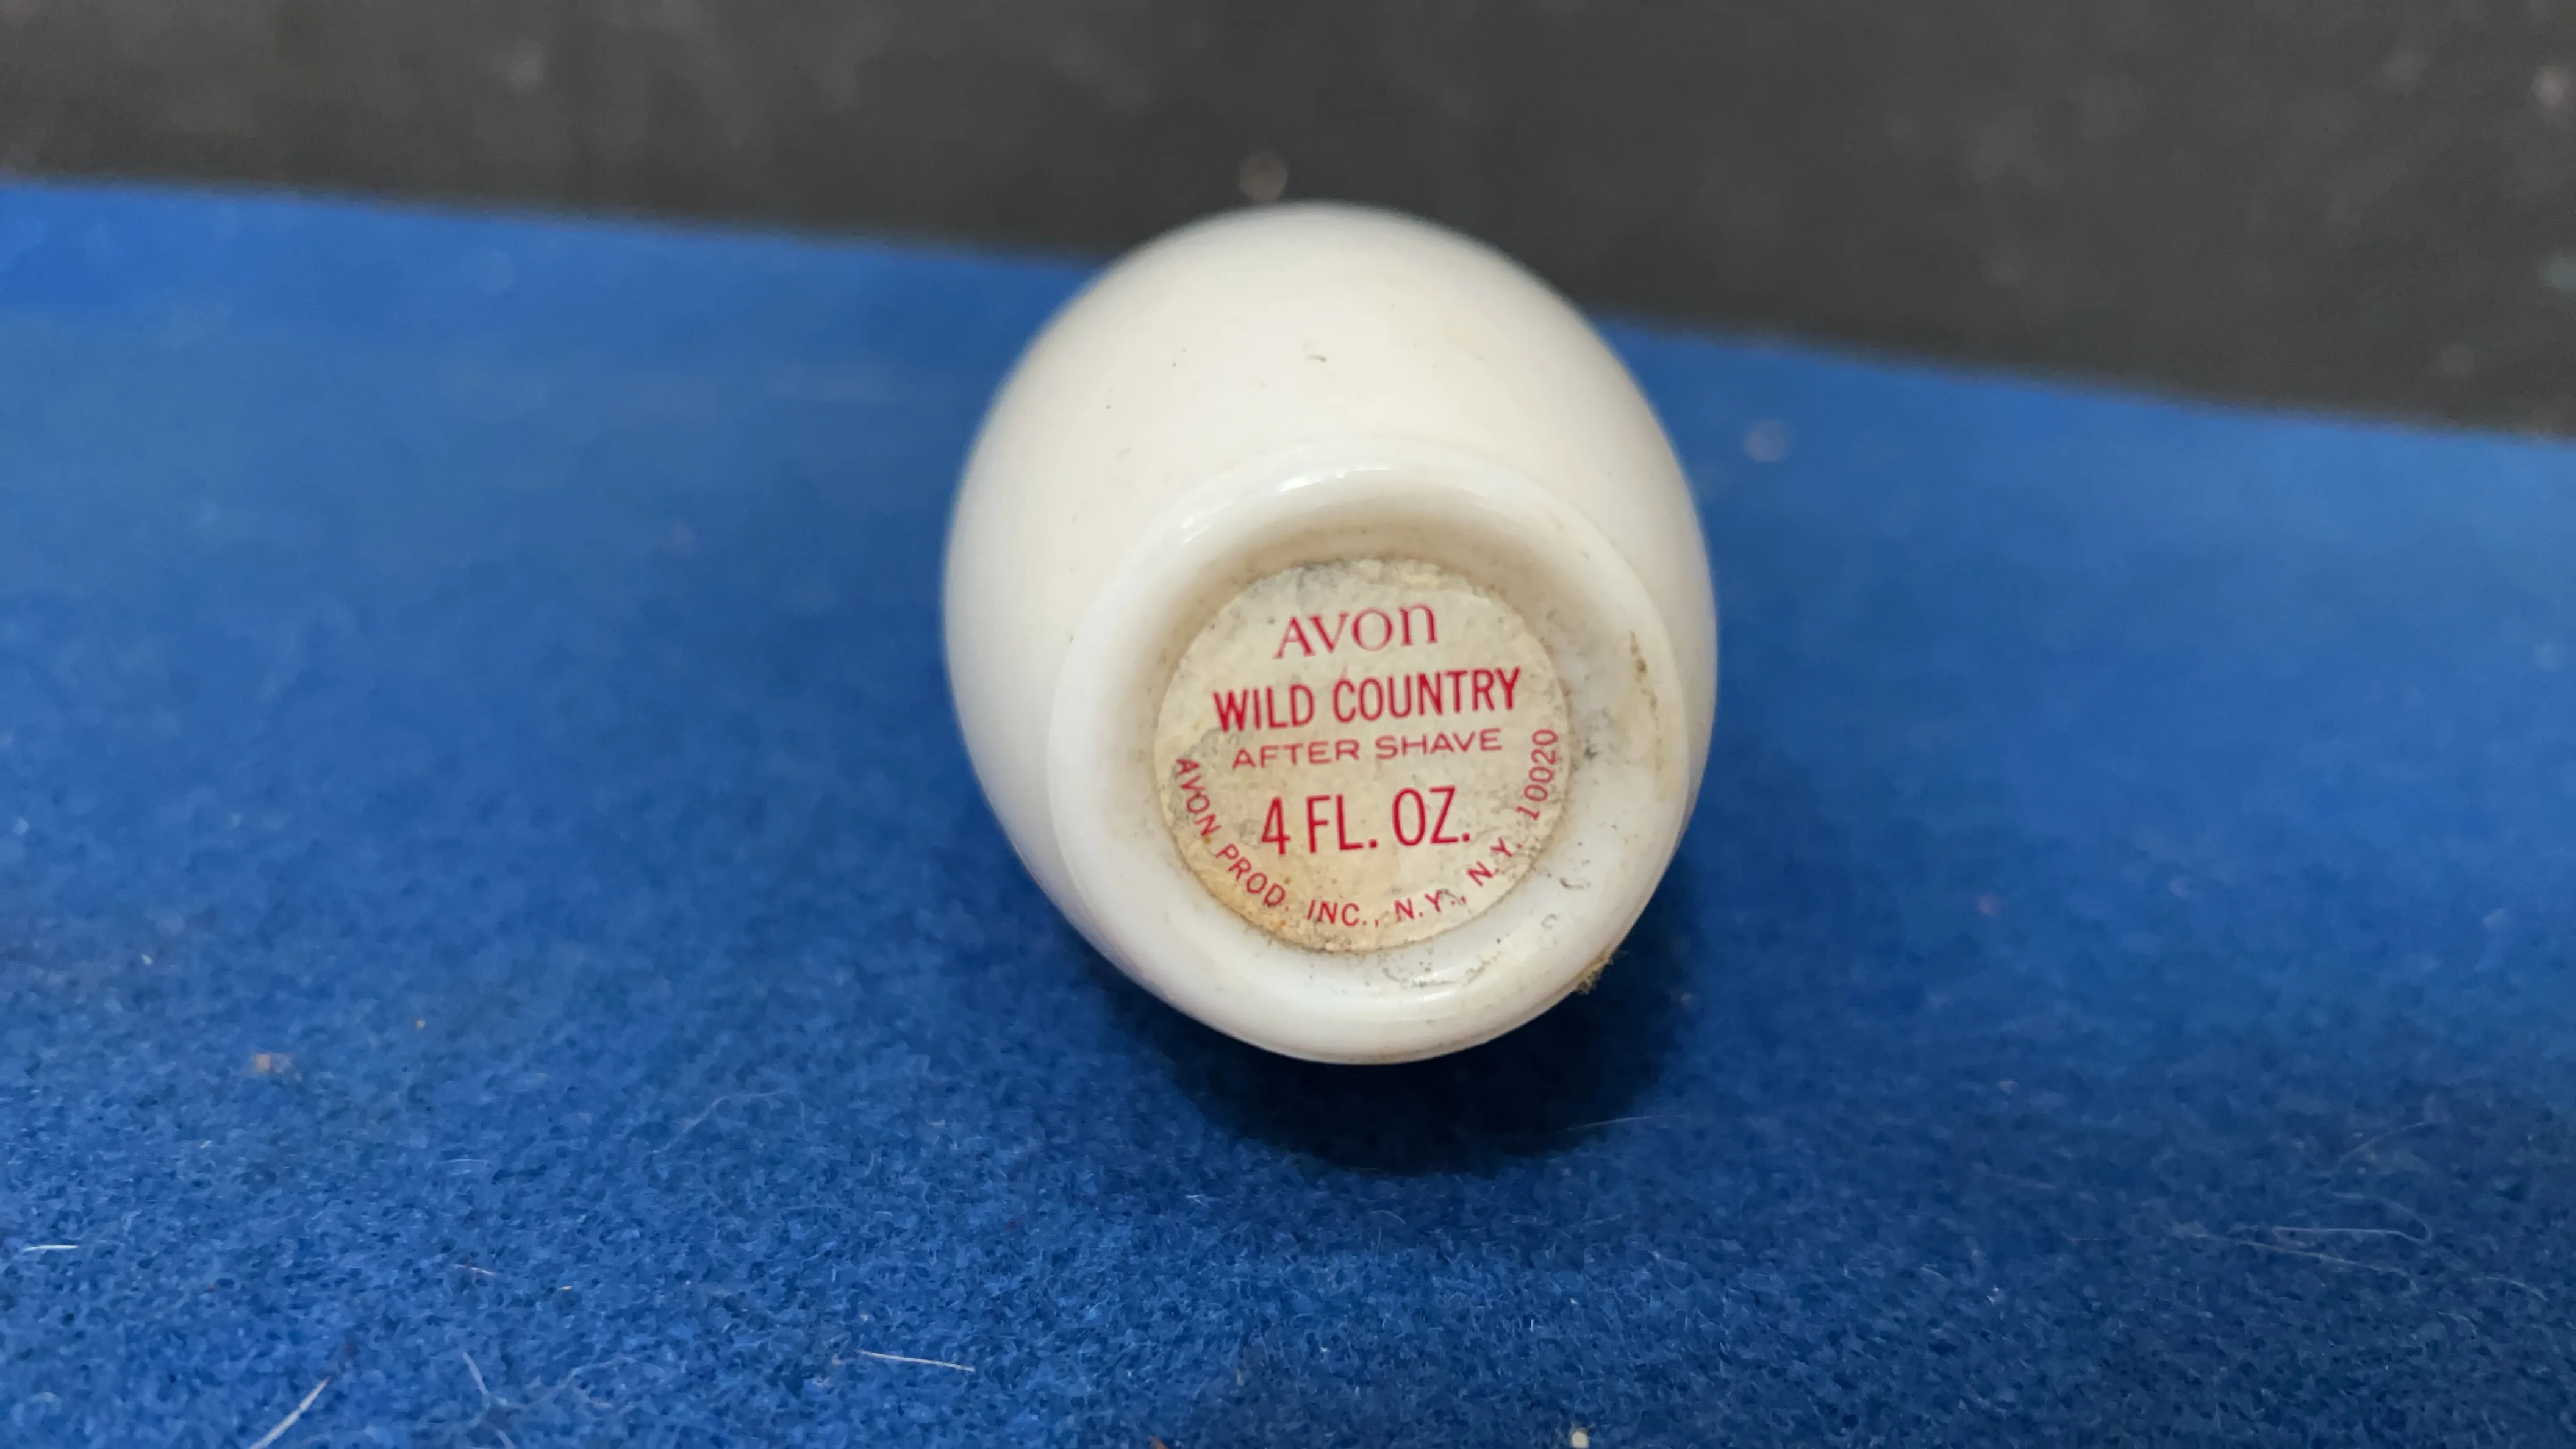 AVON
WILD COUNTRY
AFTER SHAVE
4 FL. OZ.
AVON PROD. INC., N.Y., N.Y. 10020